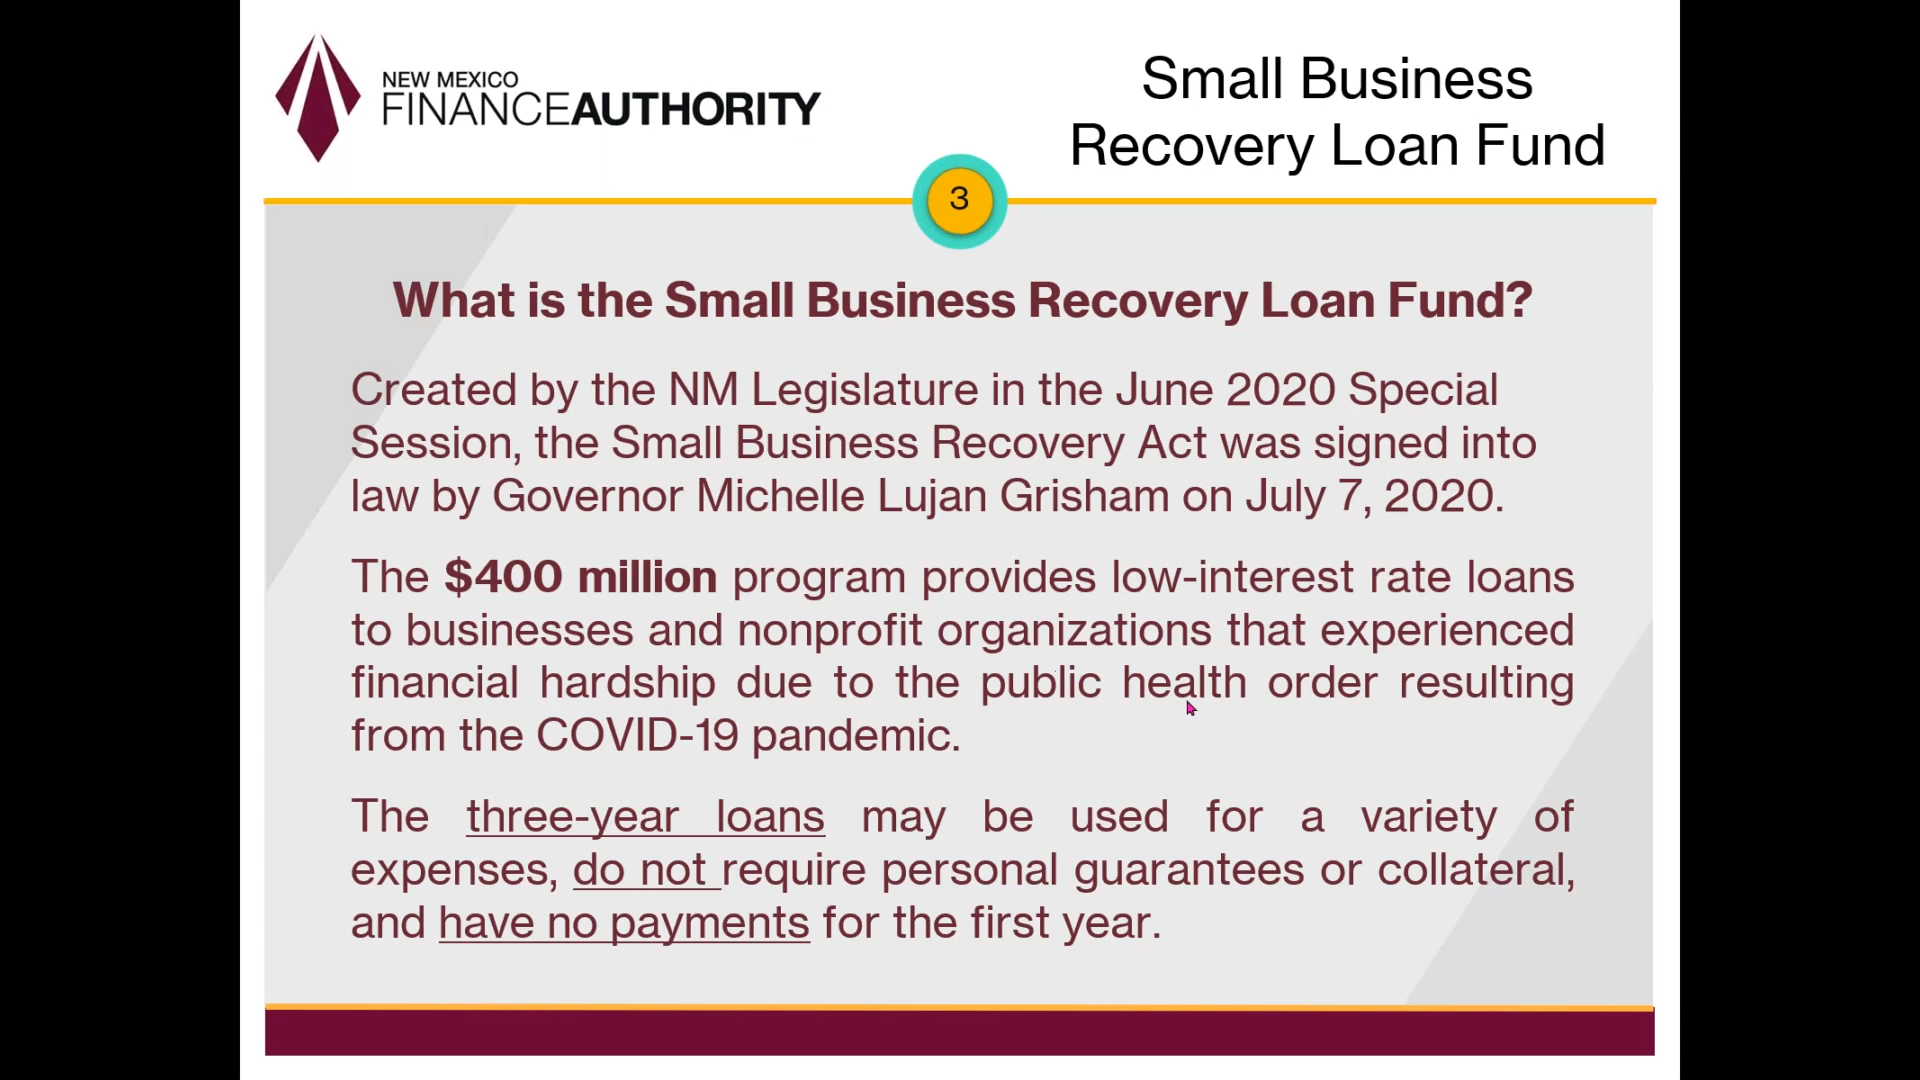 NEW MEXICO
FINANCEAUTHORITY
Small Business
Recovery Loan Fund
3
What is the Small Business Recovery Loan Fund?
Created by the NM Legislature in the June 2020 Special
Session, the Small Business Recovery Act was signed into
law by Governor Michelle Lujan Grisham on July 7, 2020.
The $400 million program provides low-interest rate loans
to businesses and nonprofit organizations that experienced
financial hardship due to the public health order resulting
from the COVID-19 pandemic.
The three-year loans may be used for a variety of
expenses, do not require personal guarantees or collateral,
and have no payments for the first year.